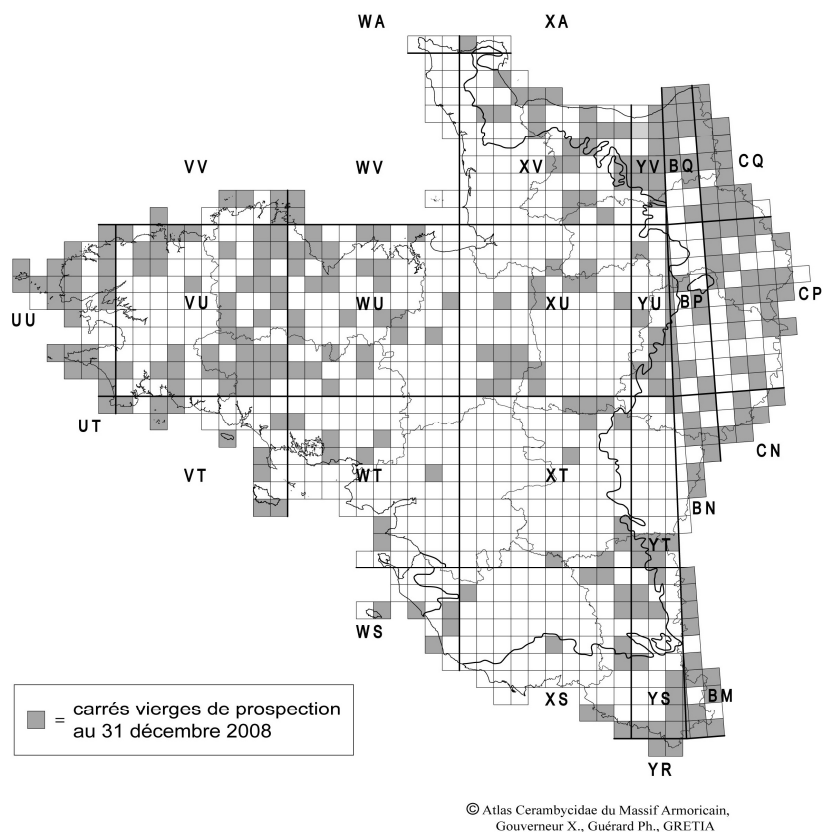 WA XA
VV WV XV YV BQ CQ
UU VU WU XU YU BP CP
UT VT WT XT CN
BN
YT
WS
XS YS BM
YR
= carrés vierges de prospection
au 31 décembre 2008
© Atlas Cerambycidae du Massif Armoricain,
Gouverneur X., Guérard Ph., GRETIA